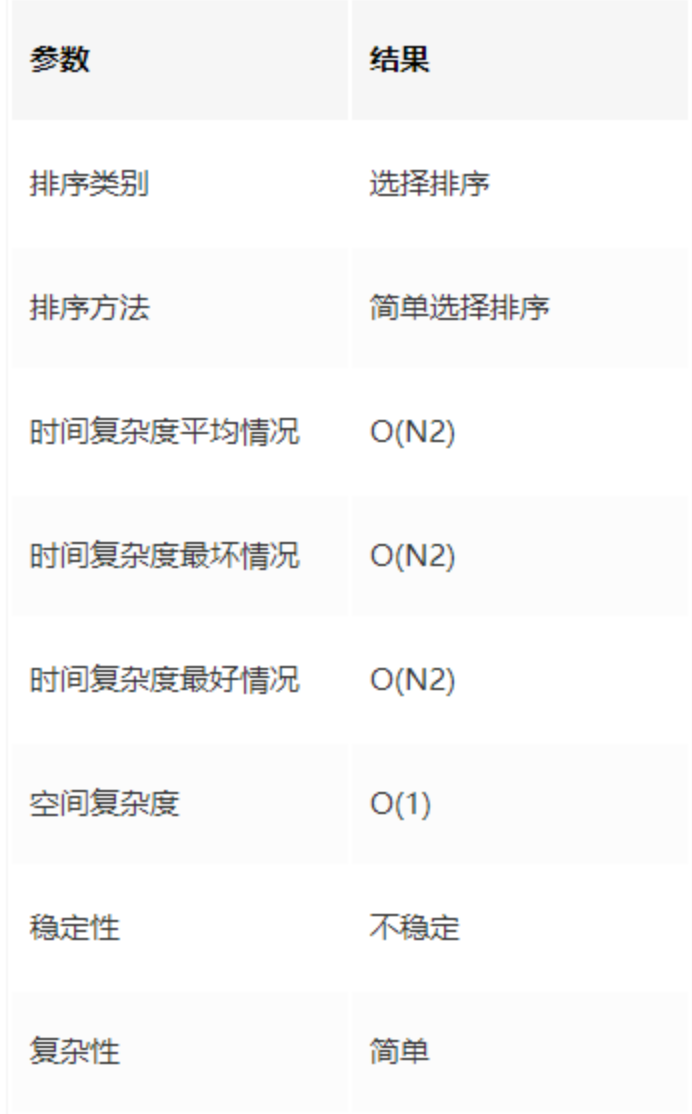 参数 结果
排序类别 选择排序
排序方法 简单选择排序
时间复杂度平均情况 O(N2)
时间复杂度最坏情况 O(N2)
时间复杂度最好情况 O(N2)
空间复杂度 O(1)
稳定性 不稳定
复杂性 简单